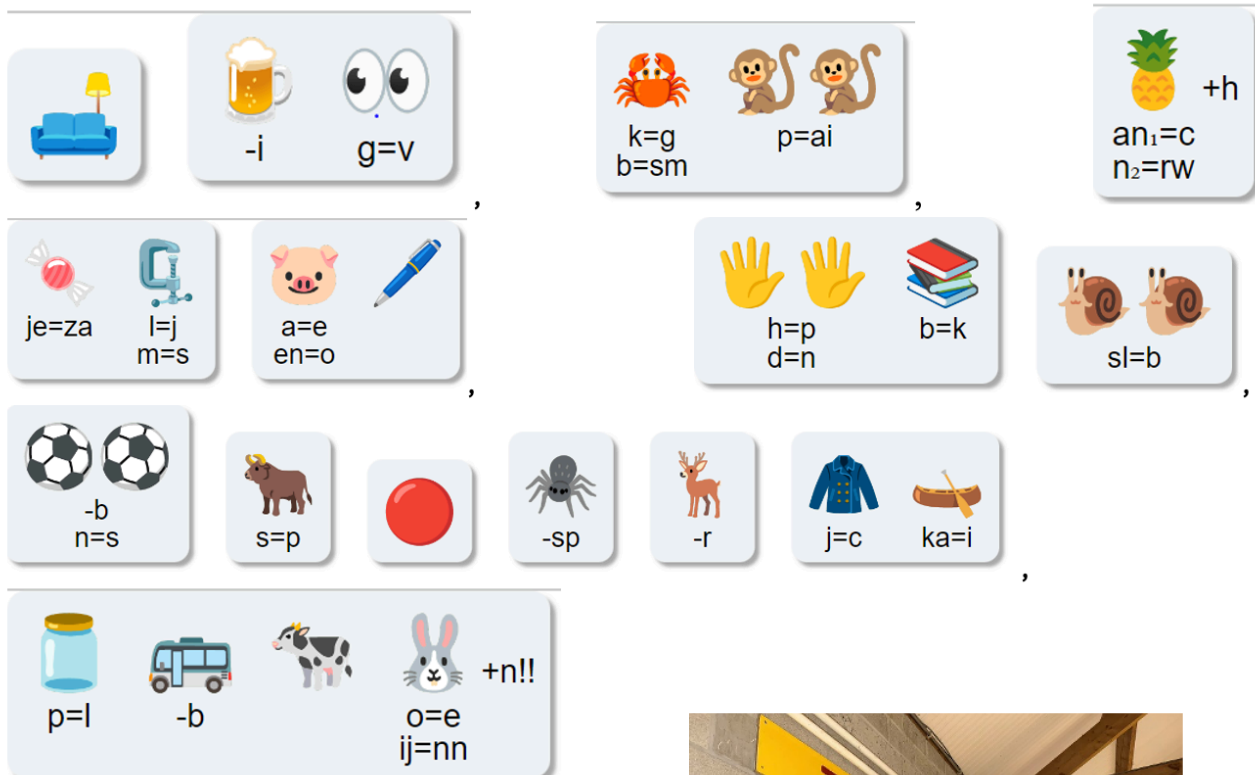 -i g=v ,
k=g p=ai
b=sm ,
+h
an₁=c
n₂=rw
je=za l=j a=e
m=s en=o ,
h=p b=k
d=n
sl=b ,
-b
n=s
s=p -sp -r j=c ka=i ,
+n!!
p=l -b o=e
ij=nn